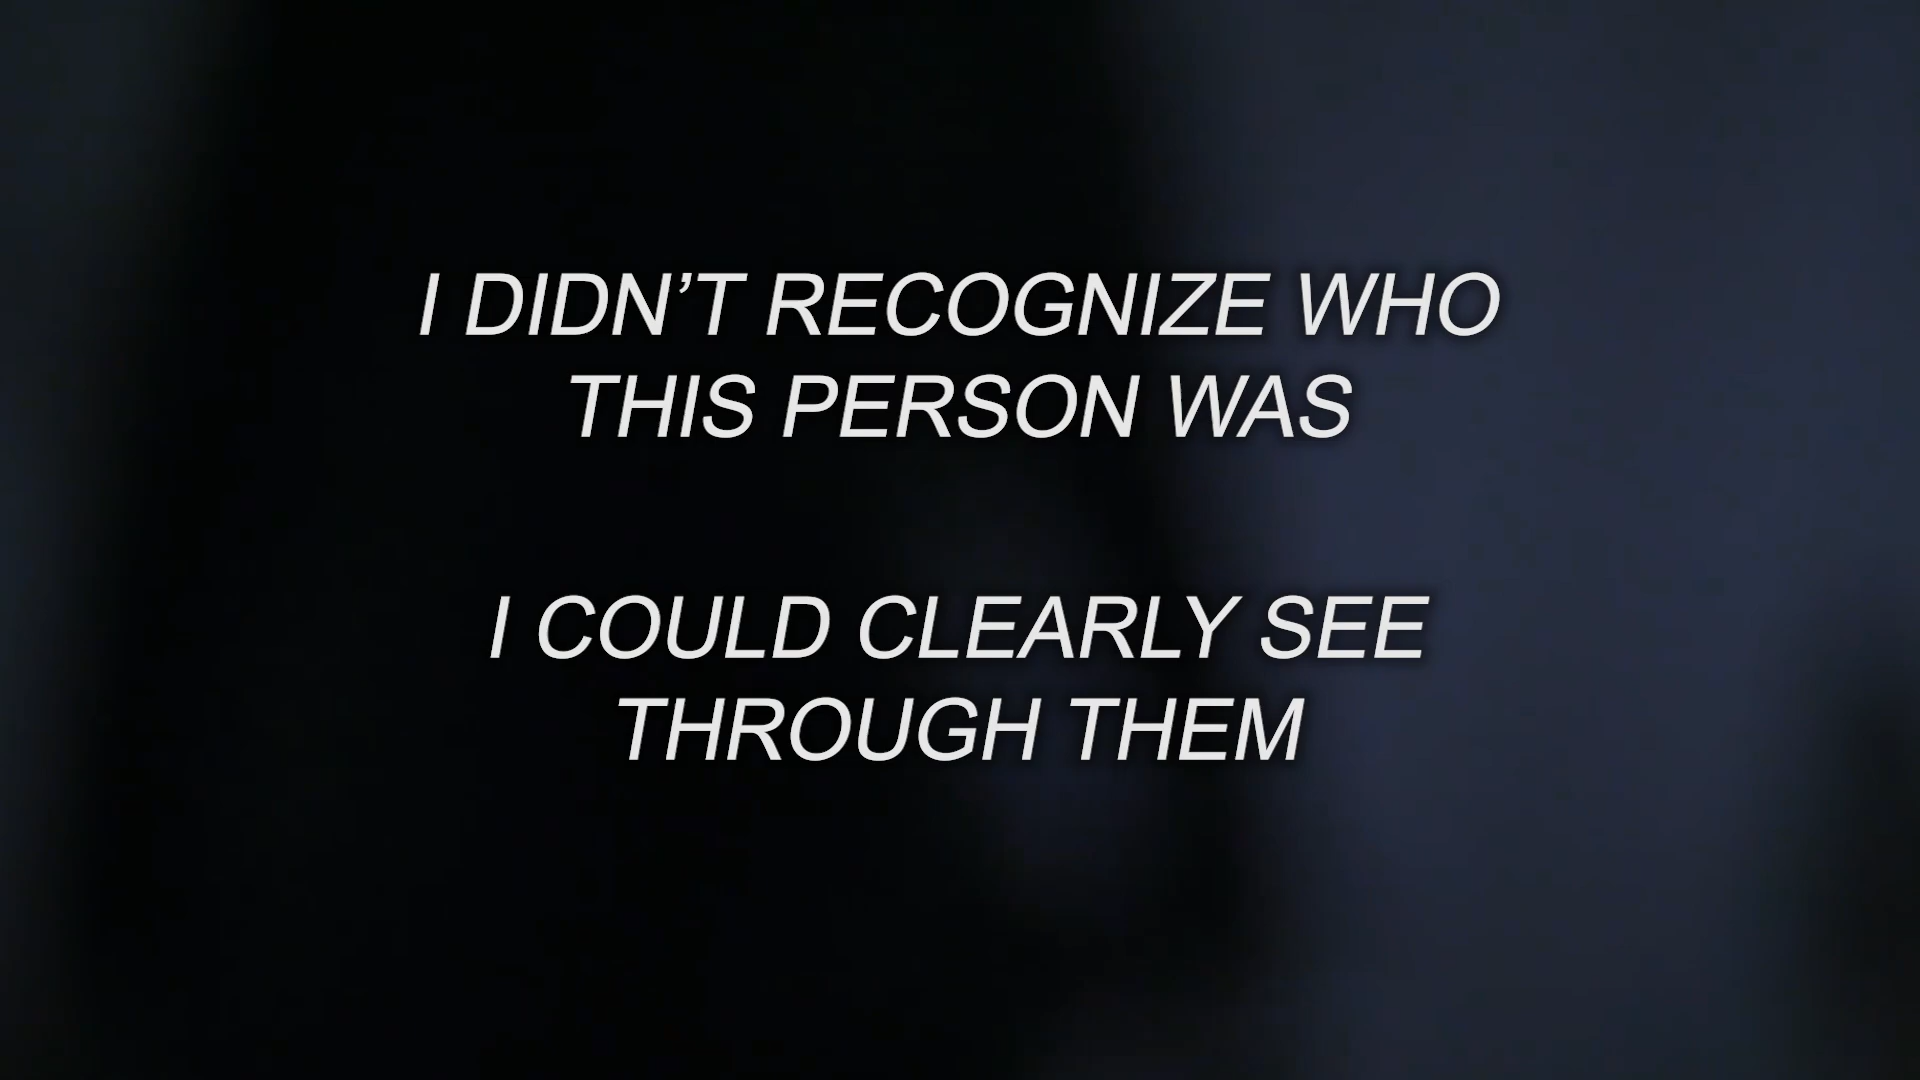 I DIDN’T RECOGNIZE WHO
THIS PERSON WAS
I COULD CLEARLY SEE
THROUGH THEM